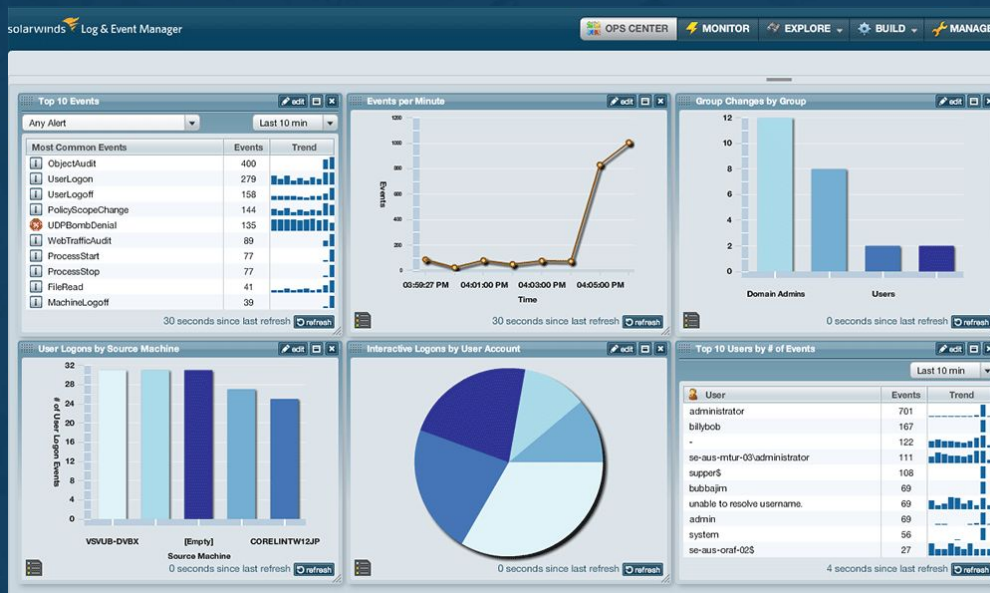 solarwinds Log & Event Manager
OPS CENTER MONITOR EXPLORE BUILD MANAGE
Top 10 Events edit
Any Alert Last 10 min
Most Common Events Events Trend
ObjectAudit 400
UserLogon 279
UserLogoff 158
PolicyScopeChange 144
UDPBombDenial 135
WebTrafficAudit 89
ProcessStart 77
ProcessStop 77
FileRead 41
MachineLogoff 39
30 seconds since last refresh refresh
Events per Minute edit
1200
1000
800
600
400
200
0
Events
03:59:27 PM 04:01:00 PM 04:03:00 PM 04:05:00 PM
Time
30 seconds since last refresh refresh
Group Changes by Group edit
12
10
8
6
4
2
0
Domain Admins Users
0 seconds since last refresh refresh
User Logons by Source Machine edit
32
28
24
20
16
12
8
4
0
# of User Logon Events
VSVUB-DVBX [Empty] CORELINTW12JP
Source Machine
0 seconds since last refresh refresh
Interactive Logons by User Account edit
0 seconds since last refresh refresh
Top 10 Users by # of Events edit
Last 10 min
User Events Trend
administrator 701
billybob 167
- 122
se-aus-mtur-03\administrator 111
supper$ 108
bubbajim 69
unable to resolve username. 69
admin 69
system 56
se-aus-oraf-02$ 27
4 seconds since last refresh refresh